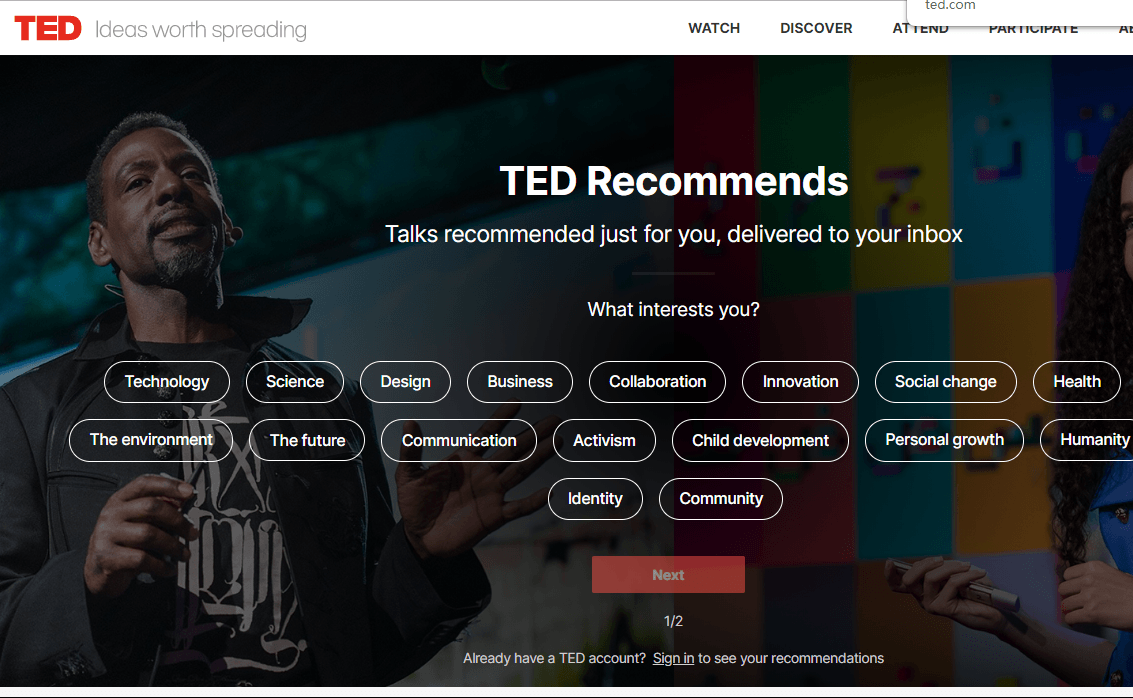 ted.com
TED Ideas worth spreading WATCH DISCOVER ATTEND PARTICIPATE
TED Recommends
Talks recommended just for you, delivered to your inbox
What interests you?
Technology Science Design Business Collaboration Innovation Social change Health
The environment The future Communication Activism Child development Personal growth Humanity
Identity Community
Next
1/2
Already have a TED account? Sign in to see your recommendations